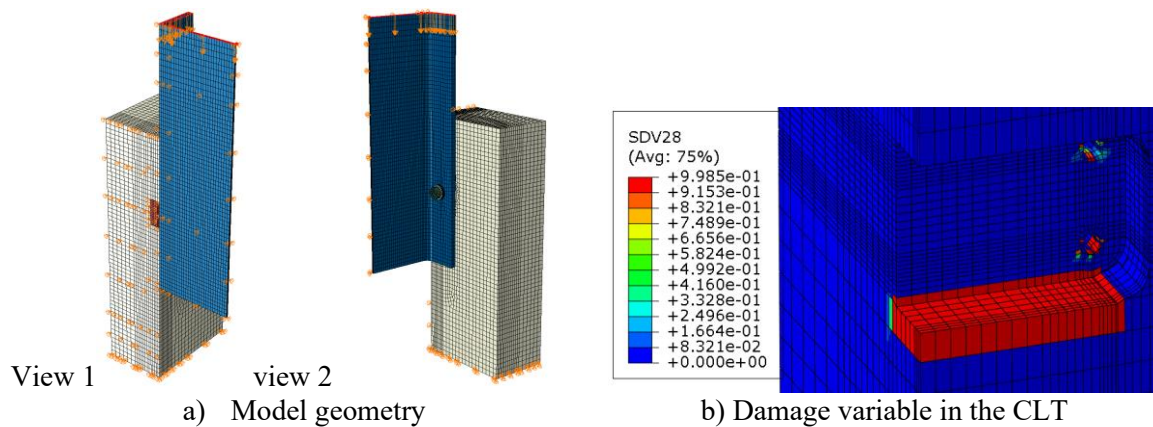 SDV28
(Avg: 75%)
+9.985e-01
+9.153e-01
+8.321e-01
+7.489e-01
+6.656e-01
+5.824e-01
+4.992e-01
+4.160e-01
+3.328e-01
+2.496e-01
+1.664e-01
+8.321e-02
+0.000e+00
View 1 view 2
a) Model geometry b) Damage variable in the CLT